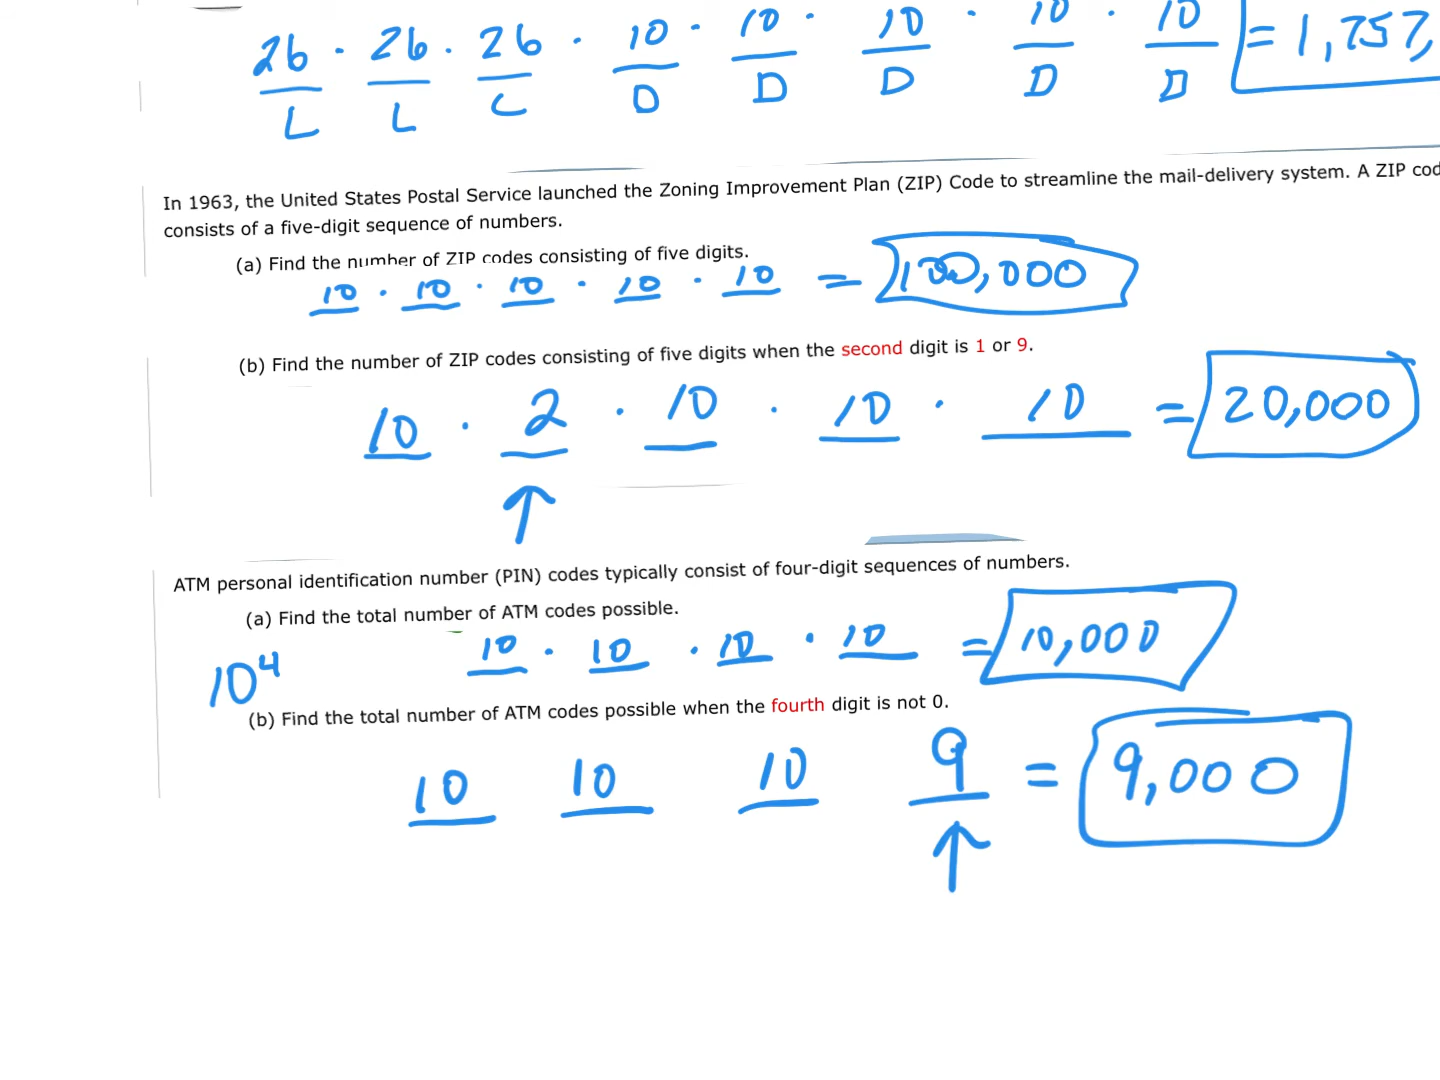 26 · 26 · 26 · 10 · 10 · 10 · 10 · 10 = 1,757,
L L L D D D D D
In 1963, the United States Postal Service launched the Zoning Improvement Plan (ZIP) Code to streamline the mail-delivery system. A ZIP cod
consists of a five-digit sequence of numbers.
(a) Find the number of ZIP codes consisting of five digits.
10 · 10 · 10 · 10 · 10 = 100,000
(b) Find the number of ZIP codes consisting of five digits when the second digit is 1 or 9.
10 · 2 · 10 · 10 · 10 = 20,000
↑
ATM personal identification number (PIN) codes typically consist of four-digit sequences of numbers.
(a) Find the total number of ATM codes possible.
10⁴ 10 · 10 · 10 · 10 = 10,000
(b) Find the total number of ATM codes possible when the fourth digit is not 0.
10 10 10 9 = 9,000
↑